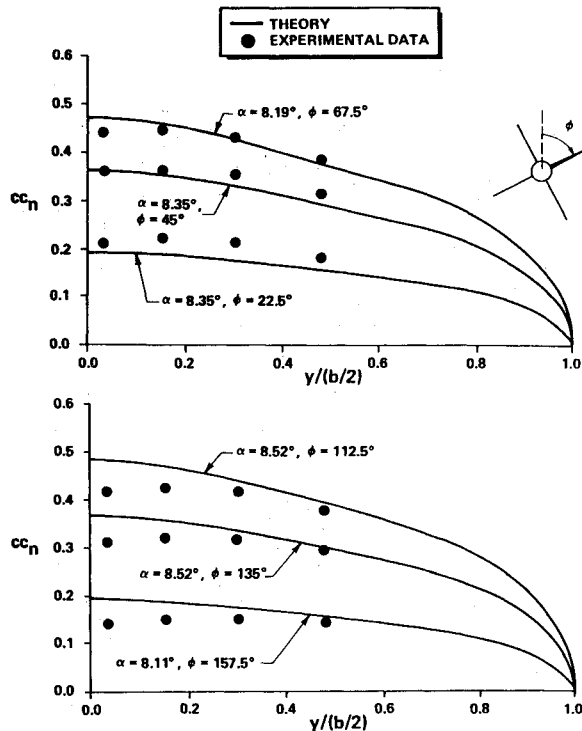 THEORY
EXPERIMENTAL DATA
0.6
0.5
0.4
0.3
0.2
0.1
0.0
cc_n
α = 8.19°, ϕ = 67.5°
α = 8.35°,
ϕ = 45°
α = 8.35°, ϕ = 22.5°
ϕ
0.0 0.2 0.4 0.6 0.8 1.0
y/(b/2)
0.6
0.5
0.4
0.3
0.2
0.1
0.0
cc_n
α = 8.52°, ϕ = 112.5°
α = 8.52°, ϕ = 135°
α = 8.11°, ϕ = 157.5°
0.0 0.2 0.4 0.6 0.8 1.0
y/(b/2)